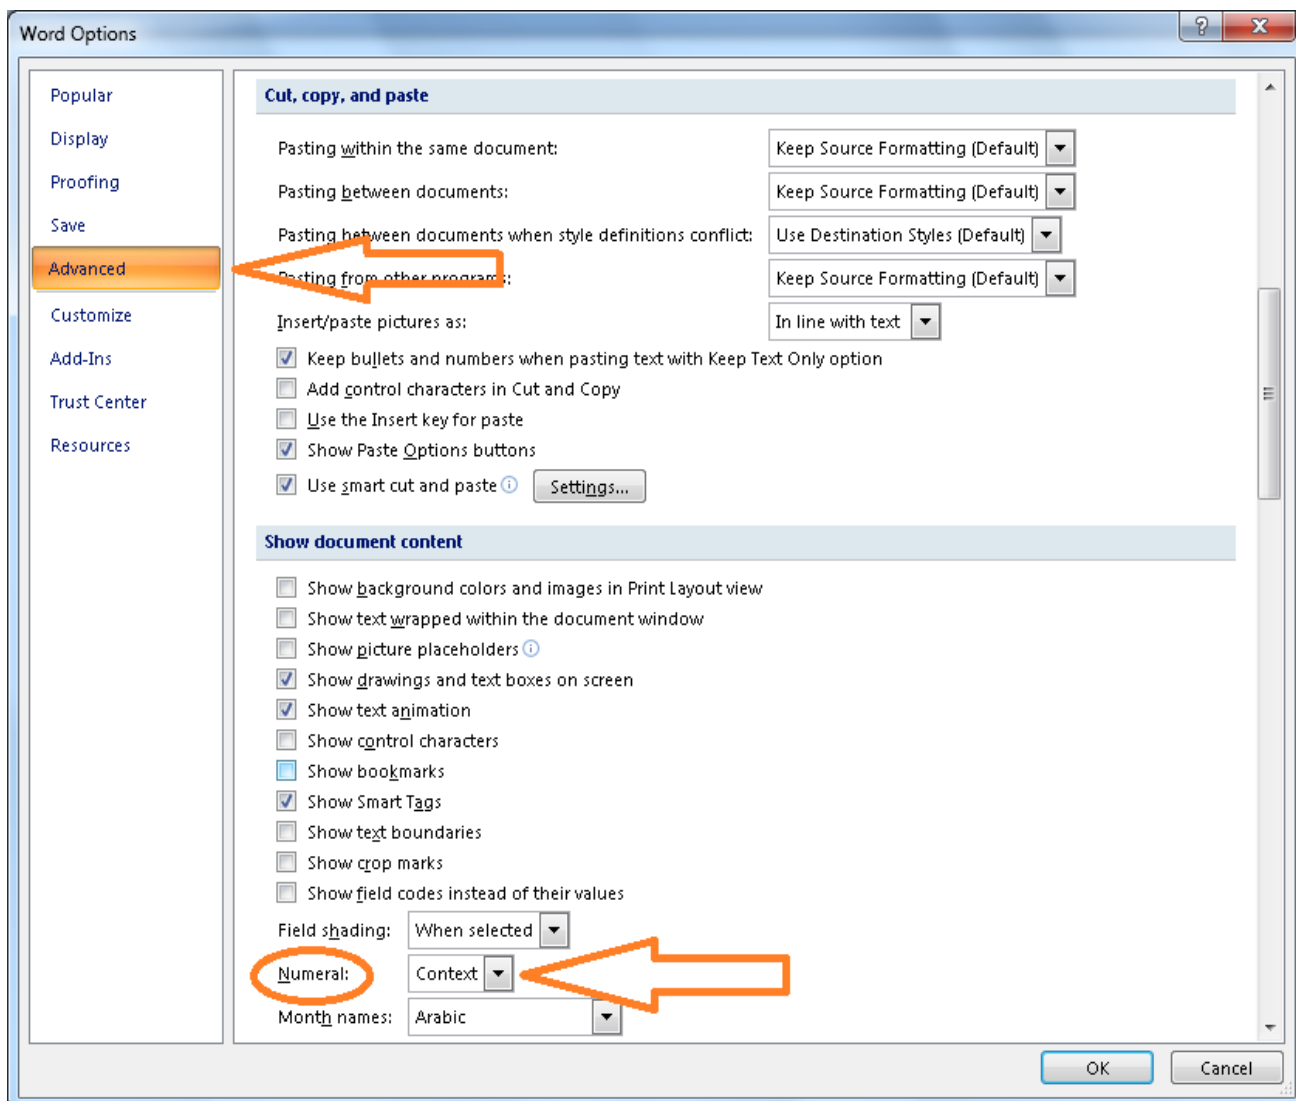 Word Options
Popular
Display
Proofing
Save
Advanced
Customize
Add-Ins
Trust Center
Resources
Cut, copy, and paste
Pasting within the same document: Keep Source Formatting (Default)
Pasting between documents: Keep Source Formatting (Default)
Pasting between documents when style definitions conflict: Use Destination Styles (Default)
Pasting from other programs: Keep Source Formatting (Default)
Insert/paste pictures as: In line with text
Keep bullets and numbers when pasting text with Keep Text Only option
Add control characters in Cut and Copy
Use the Insert key for paste
Show Paste Options buttons
Use smart cut and paste Settings...
Show document content
Show background colors and images in Print Layout view
Show text wrapped within the document window
Show picture placeholders
Show drawings and text boxes on screen
Show text animation
Show control characters
Show bookmarks
Show Smart Tags
Show text boundaries
Show crop marks
Show field codes instead of their values
Field shading: When selected
Numeral: Context
Month names: Arabic
OK Cancel